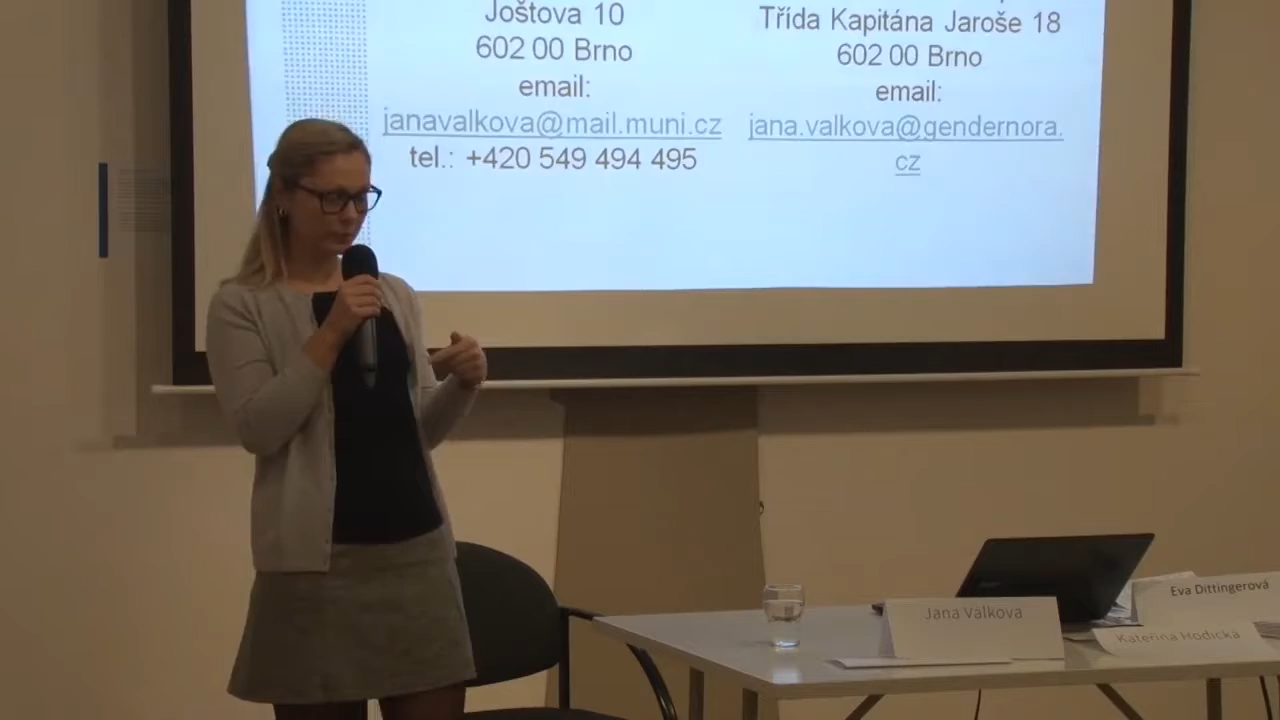 Joštova 10
602 00 Brno
email:
janavalkova@mail.muni.cz
tel.: +420 549 494 495
Třída Kapitána Jaroše 18
602 00 Brno
email:
jana.valkova@gendernora.
cz
Jana Valkova
Eva Dittingerová
Kateřina Hodická